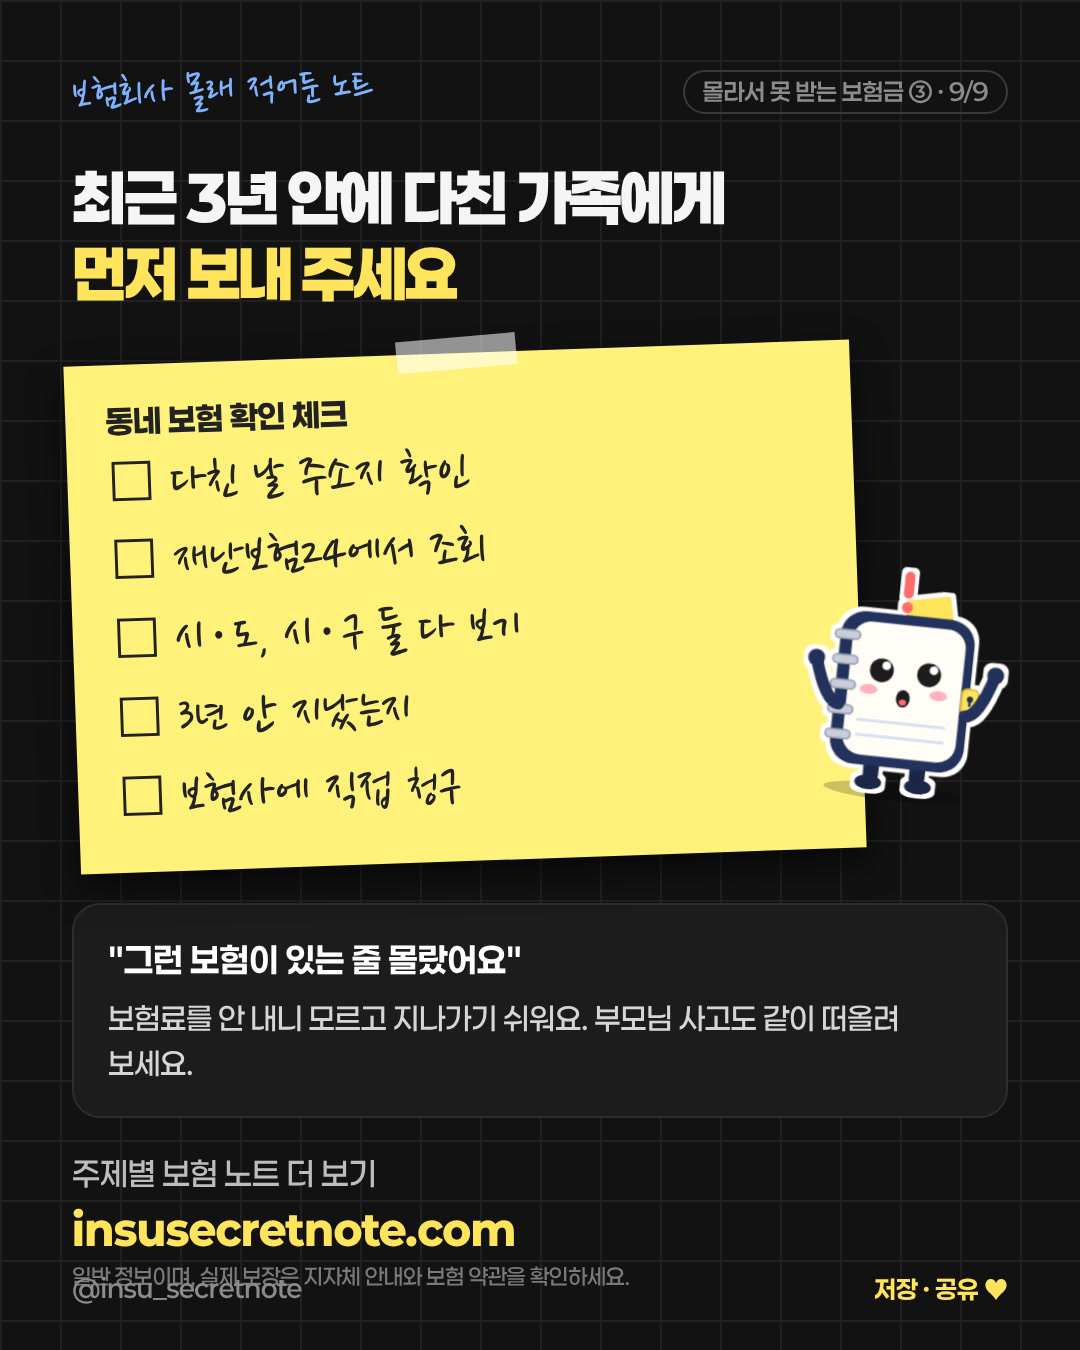 보험회사 몰래 적어둔 노트
몰라서 못 받는 보험금 ③ · 9/9
최근 3년 안에 다친 가족에게
먼저 보내 주세요
동네 보험 확인 체크
다친 날 주소지 확인
재난보험24에서 조회
시·도, 시·구 둘 다 보기
3년 안 지났는지
보험사에 직접 청구
"그런 보험이 있는 줄 몰랐어요"
보험료를 안 내니 모르고 지나가기 쉬워요. 부모님 사고도 같이 떠올려
보세요.
주제별 보험 노트 더 보기
insusecretnote.com
일반 정보이며, 실제 보장은 지자체 안내와 보험 약관을 확인하세요.
@insu_secretnote
저장 · 공유 ♥